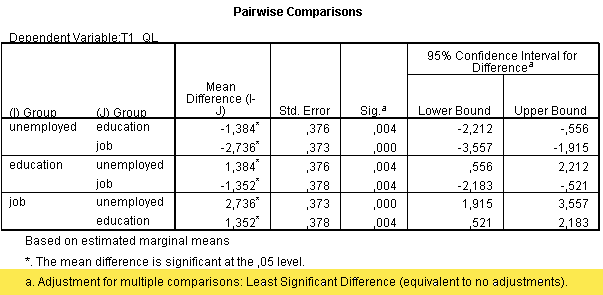 Pairwise Comparisons
Dependent Variable:T1_QL
95% Confidence Interval for Differenceᵃ
(I) Group (J) Group Mean Difference (I-J) Std. Error Sig.ᵃ Lower Bound Upper Bound
unemployed education -1,384* ,376 ,004 -2,212 -,556
job -2,736* ,373 ,000 -3,557 -1,915
education unemployed 1,384* ,376 ,004 ,556 2,212
job -1,352* ,378 ,004 -2,183 -,521
job unemployed 2,736* ,373 ,000 1,915 3,557
education 1,352* ,378 ,004 ,521 2,183
Based on estimated marginal means
*. The mean difference is significant at the ,05 level.
a. Adjustment for multiple comparisons: Least Significant Difference (equivalent to no adjustments).